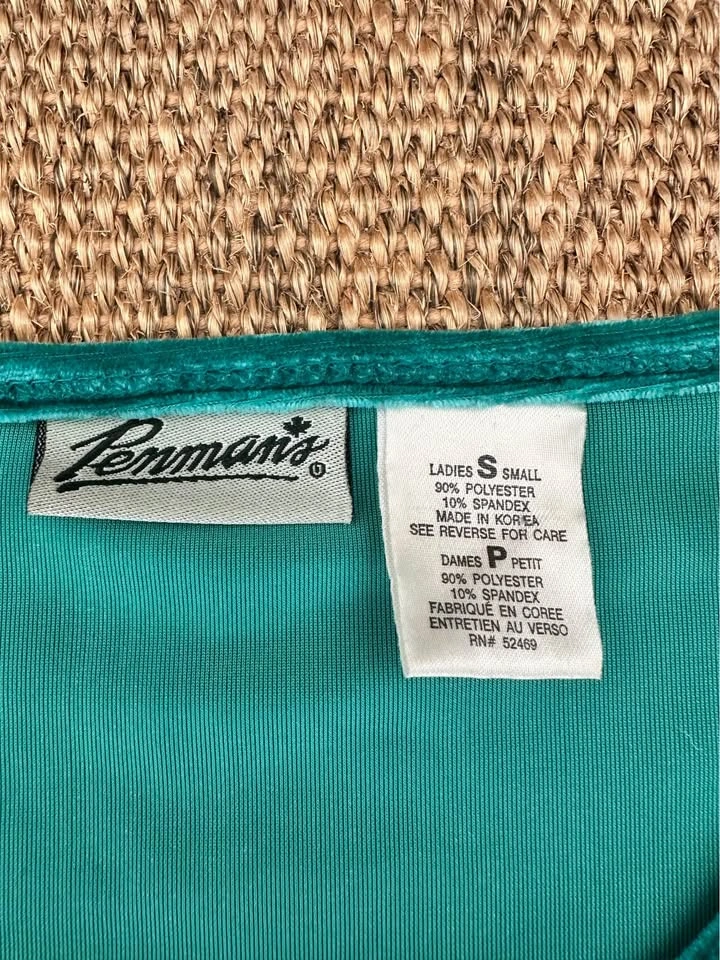 Penman's
LADIES S SMALL
90% POLYESTER
10% SPANDEX
MADE IN KOREA
SEE REVERSE FOR CARE
DAMES P PETIT
90% POLYESTER
10% SPANDEX
FABRIQUÉ EN COREE
ENTRETIEN AU VERSO
RN# 52469